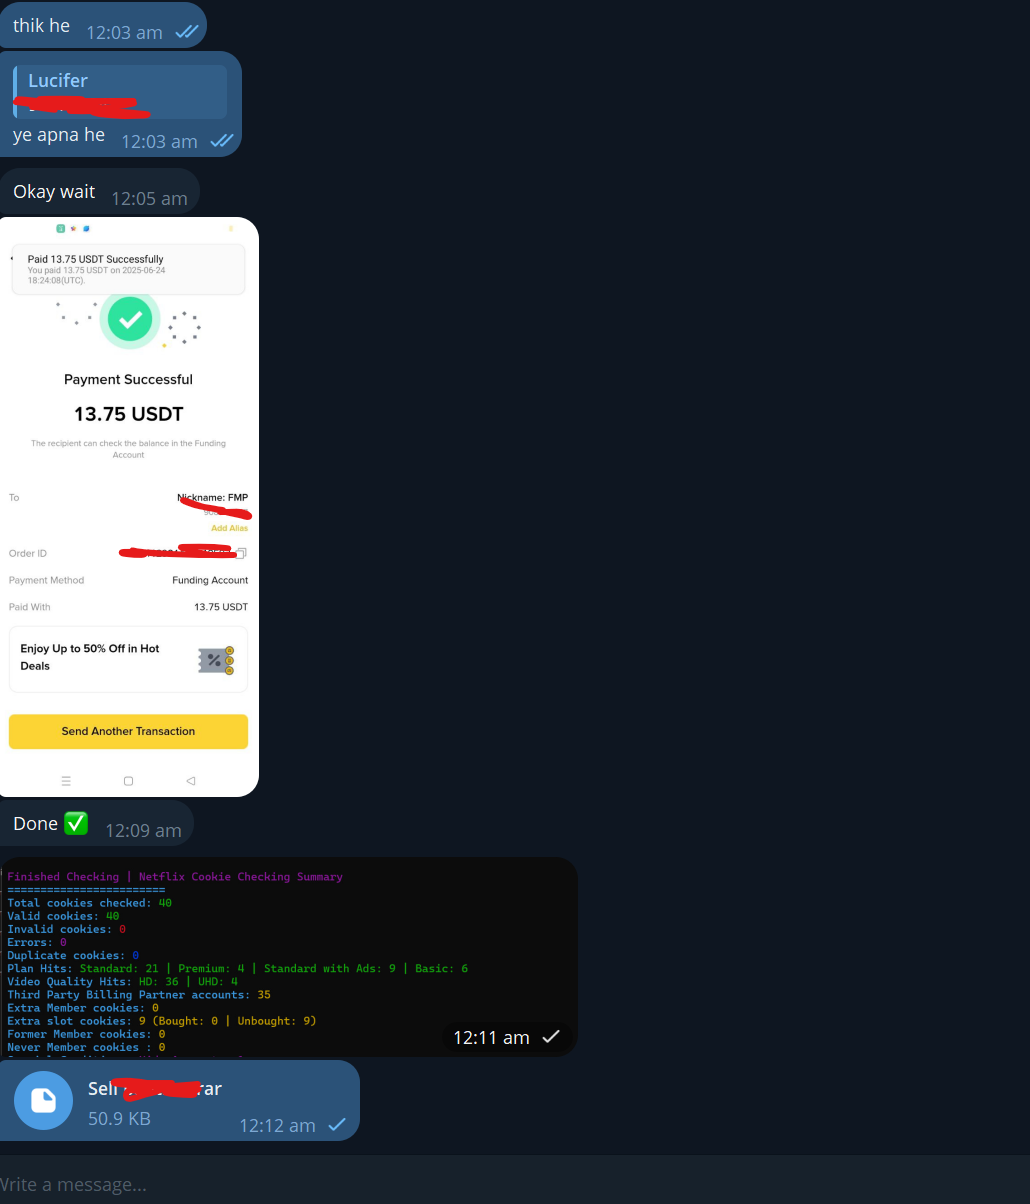 thik he 12:03 am
Lucifer
ye apna he 12:03 am
Okay wait 12:05 am
Paid 13.75 USDT Successfully
You paid 13.75 USDT on 2025-06-24
18:24:08(UTC).
Payment Successful
13.75 USDT
The recipient can check the balance in the Funding
Account
To Nickname: FMP
Add Alias
Order ID
Payment Method Funding Account
Paid With 13.75 USDT
Enjoy Up to 50% Off in Hot
Deals
Send Another Transaction
Done ✅ 12:09 am
Finished Checking | Netflix Cookie Checking Summary
========================
Total cookies checked: 40
Valid cookies: 40
Invalid cookies: 0
Errors: 0
Duplicate cookies: 0
Plan Hits: Standard: 21 | Premium: 4 | Standard with Ads: 9 | Basic: 6
Video Quality Hits: HD: 36 | UHD: 4
Third Party Billing Partner accounts: 35
Extra Member cookies: 0
Extra slot cookies: 9 (Bought: 0 | Unbought: 9)
Former Member cookies: 0
Never Member cookies : 0
12:11 am
Sell rar
50.9 KB 12:12 am
Write a message...